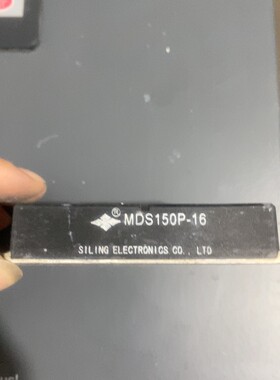 ® MDS150P-16
SILING ELECTRONICS CO., LTD